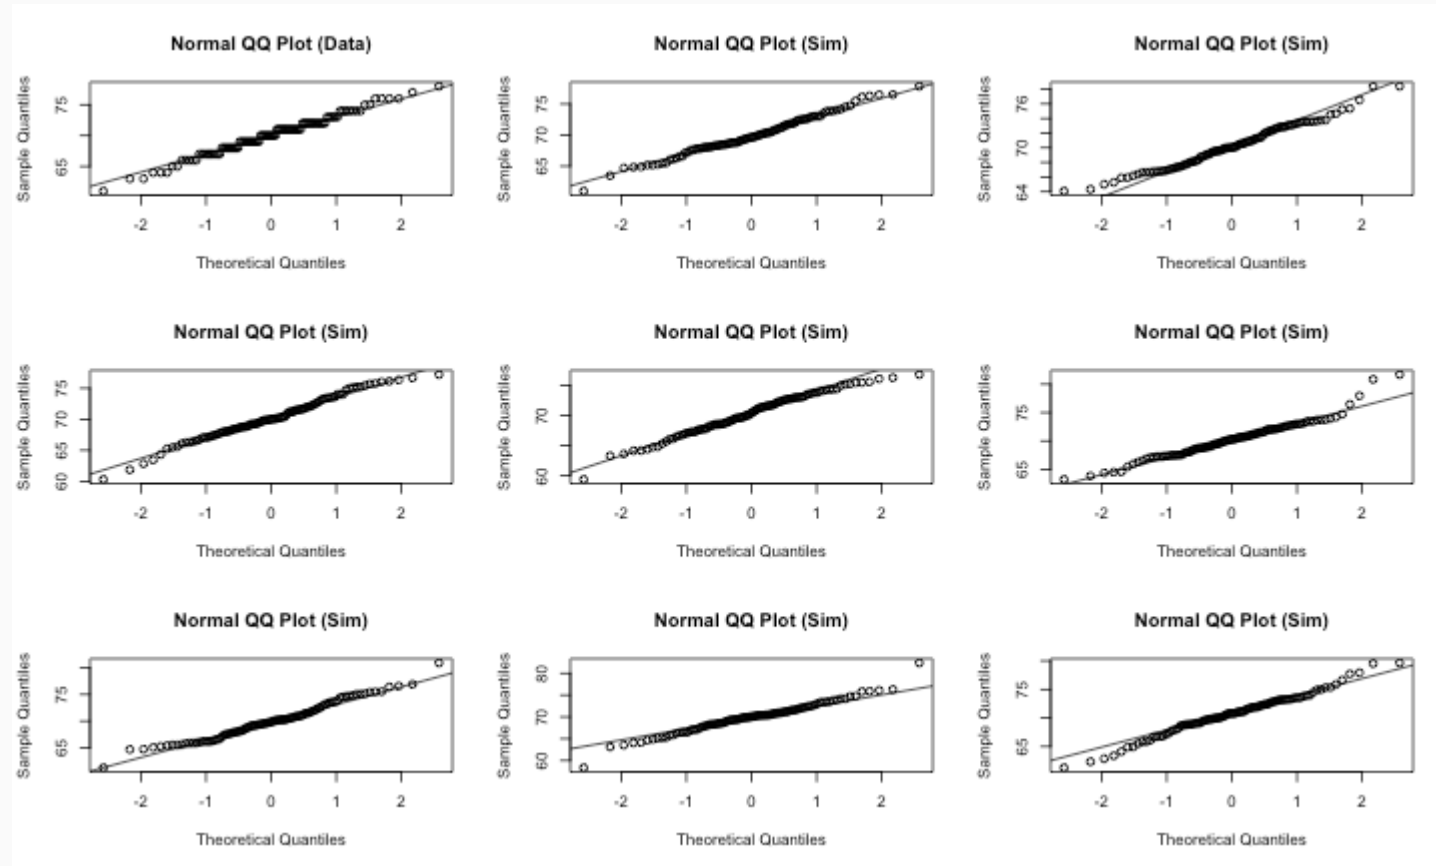 Normal QQ Plot (Data)
Sample Quantiles
75
65
-2 -1 0 1 2
Theoretical Quantiles
Normal QQ Plot (Sim)
Sample Quantiles
75
70
65
-2 -1 0 1 2
Theoretical Quantiles
Normal QQ Plot (Sim)
Sample Quantiles
76
70
64
-2 -1 0 1 2
Theoretical Quantiles
Normal QQ Plot (Sim)
Sample Quantiles
75
70
65
60
-2 -1 0 1 2
Theoretical Quantiles
Normal QQ Plot (Sim)
Sample Quantiles
70
60
-2 -1 0 1 2
Theoretical Quantiles
Normal QQ Plot (Sim)
Sample Quantiles
75
65
-2 -1 0 1 2
Theoretical Quantiles
Normal QQ Plot (Sim)
Sample Quantiles
75
65
-2 -1 0 1 2
Theoretical Quantiles
Normal QQ Plot (Sim)
Sample Quantiles
80
70
60
-2 -1 0 1 2
Theoretical Quantiles
Normal QQ Plot (Sim)
Sample Quantiles
75
65
-2 -1 0 1 2
Theoretical Quantiles